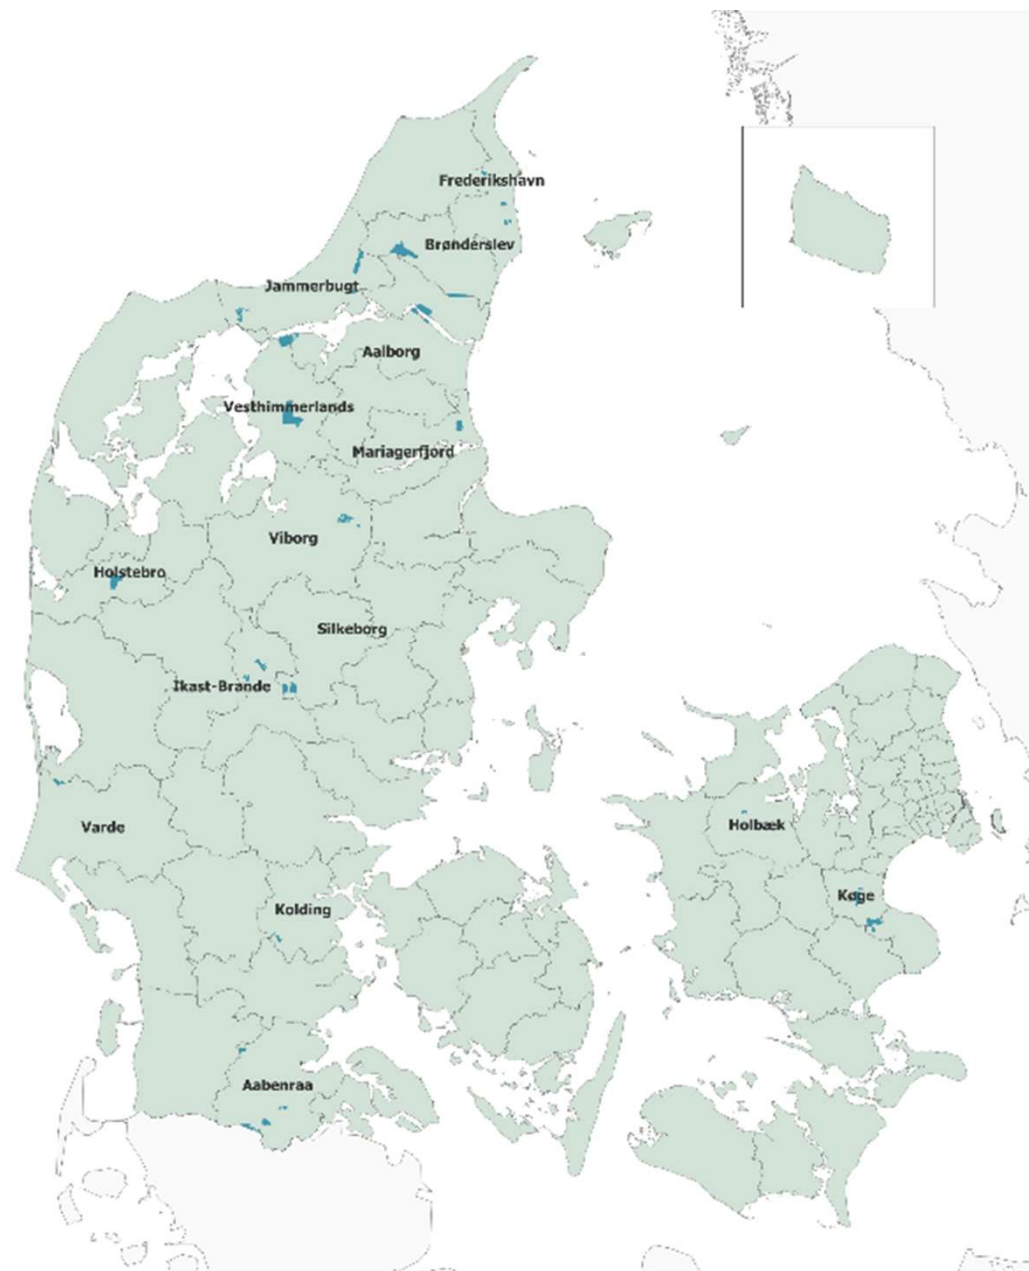 Frederikshavn
Brønderslev
Jammerbugt
Aalborg
Vesthimmerlands
Mariagerfjord
Viborg
Holstebro
Silkeborg
Ikast-Brande
Varde
Holbæk
Køge
Kolding
Aabenraa